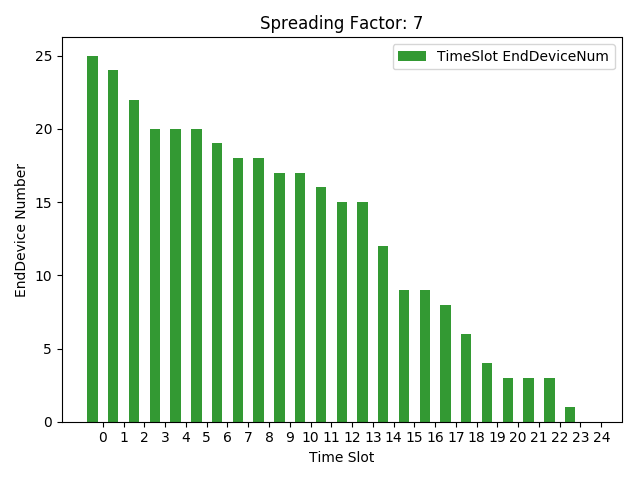 Spreading Factor: 7
TimeSlot EndDeviceNum
EndDevice Number
25
20
15
10
5
0
0 1 2 3 4 5 6 7 8 9 10 11 12 13 14 15 16 17 18 19 20 21 22 23 24
Time Slot